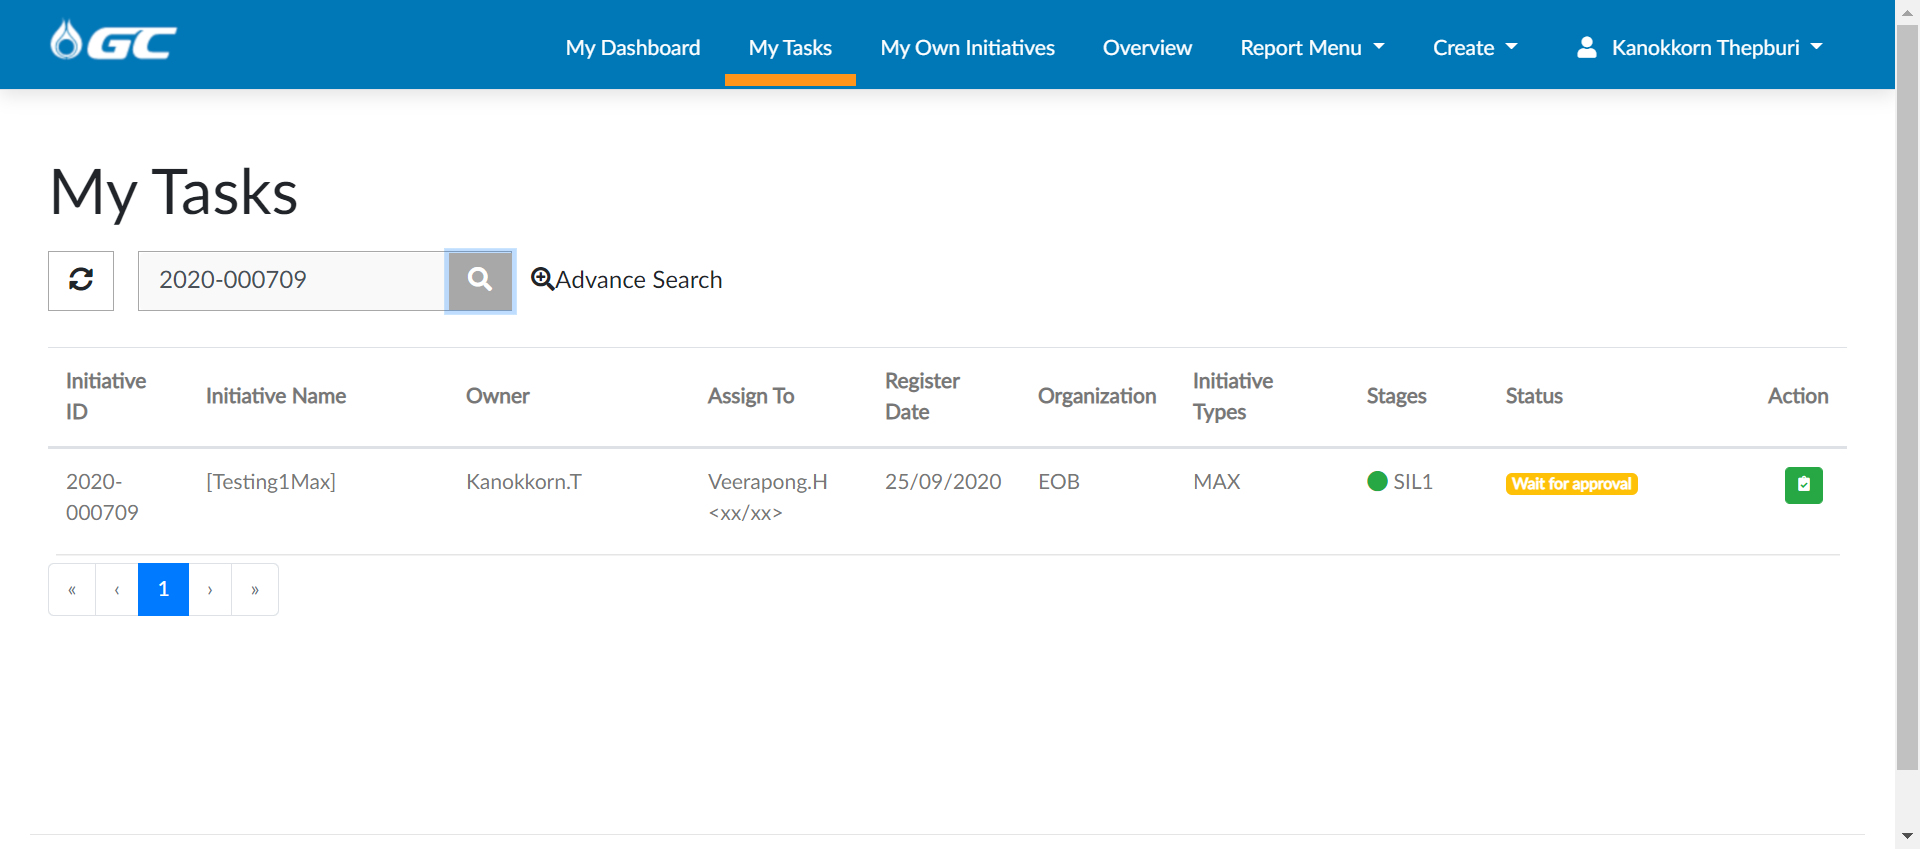 GC
My Dashboard
My Tasks
My Own Initiatives
Overview
Report Menu
Create
Kanokkorn Thepburi
My Tasks
2020-000709
Advance Search
Initiative
ID
Initiative Name
Owner
Assign To
Register
Date
Organization
Initiative
Types
Stages
Status
Action
2020-
000709
[Testing1Max]
Kanokkorn.T
Veerapong.H
<xx/xx>
25/09/2020
EOB
MAX
SIL1
Wait for approval
« ‹ 1 › »